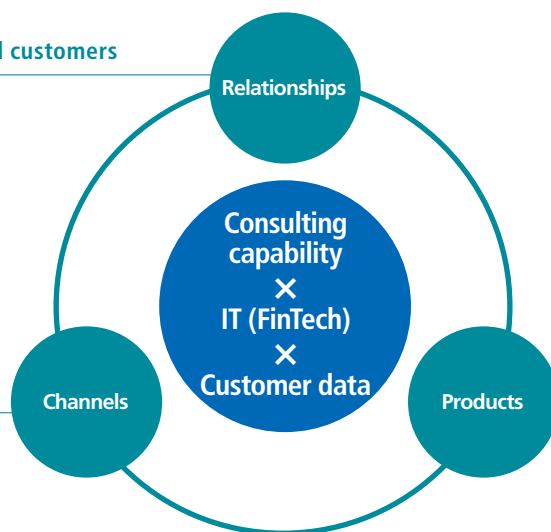 customers
Relationships
Consulting
capability
×
IT (FinTech)
×
Customer data
Channels
Products